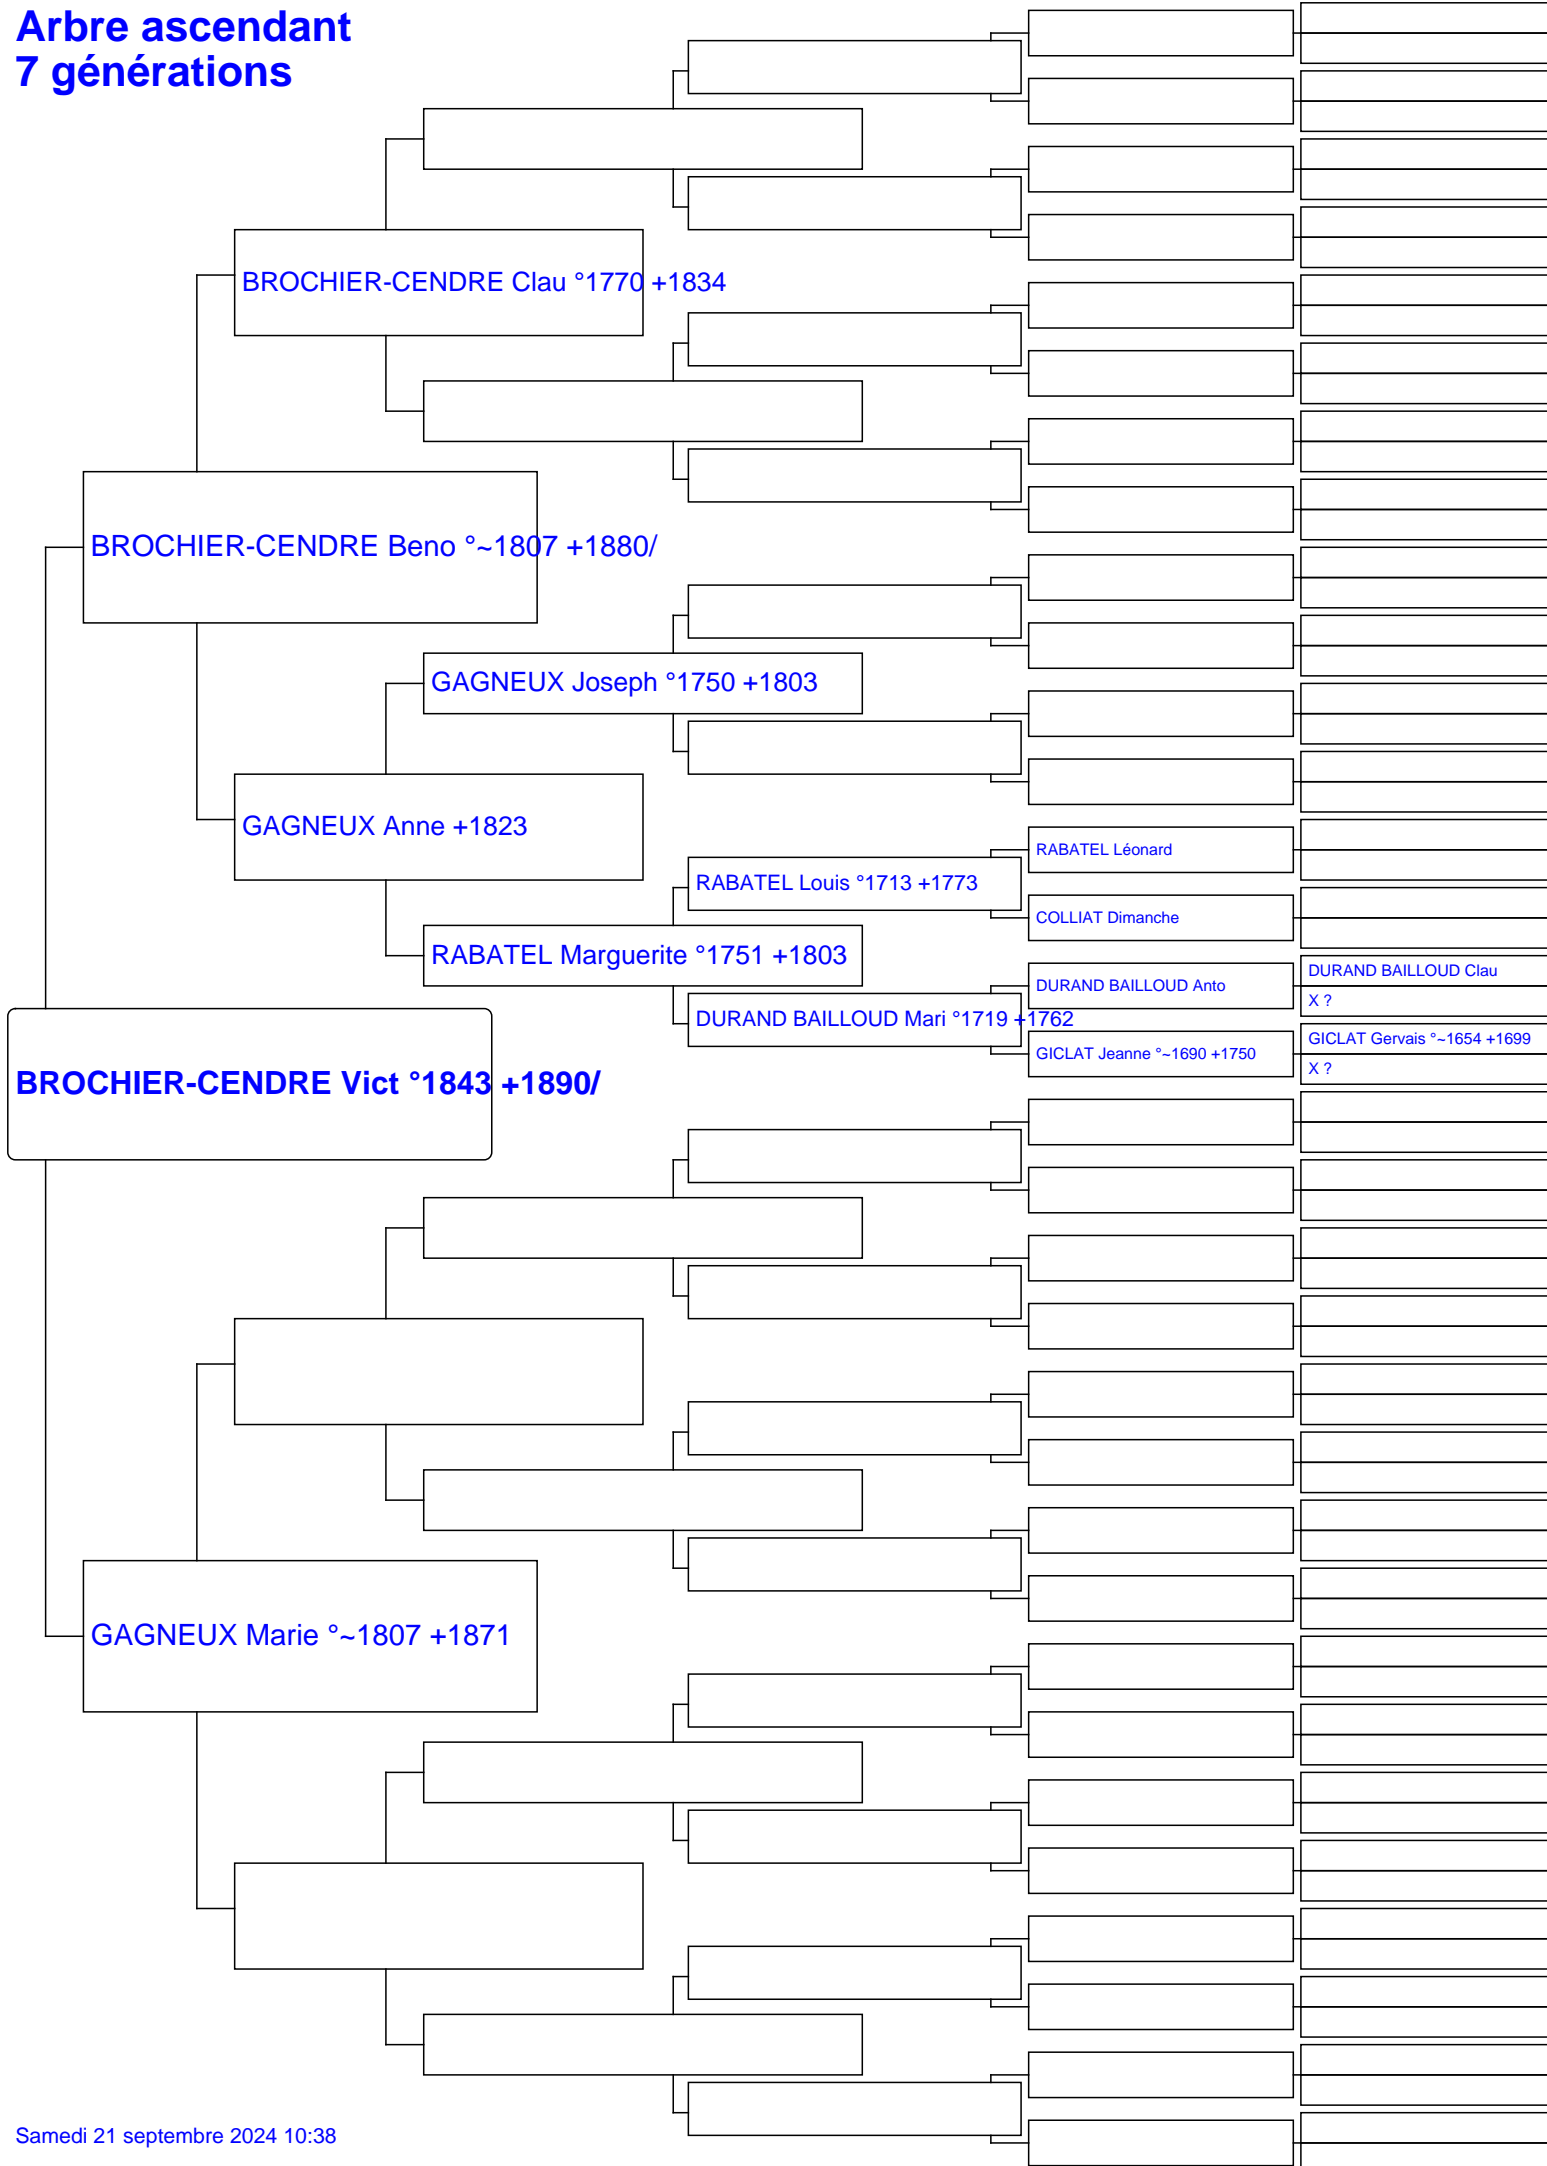 Arbre ascendant
7 générations
BROCHIER-CENDRE Clau °1770 +1834
BROCHIER-CENDRE Beno °~1807 +1880/
GAGNEUX Joseph °1750 +1803
GAGNEUX Anne +1823
RABATEL Léonard
RABATEL Louis °1713 +1773
COLLIAT Dimanche
RABATEL Marguerite °1751 +1803
DURAND BAILLOUD Clau
DURAND BAILLOUD Anto
X ?
DURAND BAILLOUD Mari °1719 +1762
GICLAT Gervais °~1654 +1699
GICLAT Jeanne °~1690 +1750
X ?
BROCHIER-CENDRE Vict °1843 +1890/
GAGNEUX Marie °~1807 +1871
Samedi 21 septembre 2024 10:38